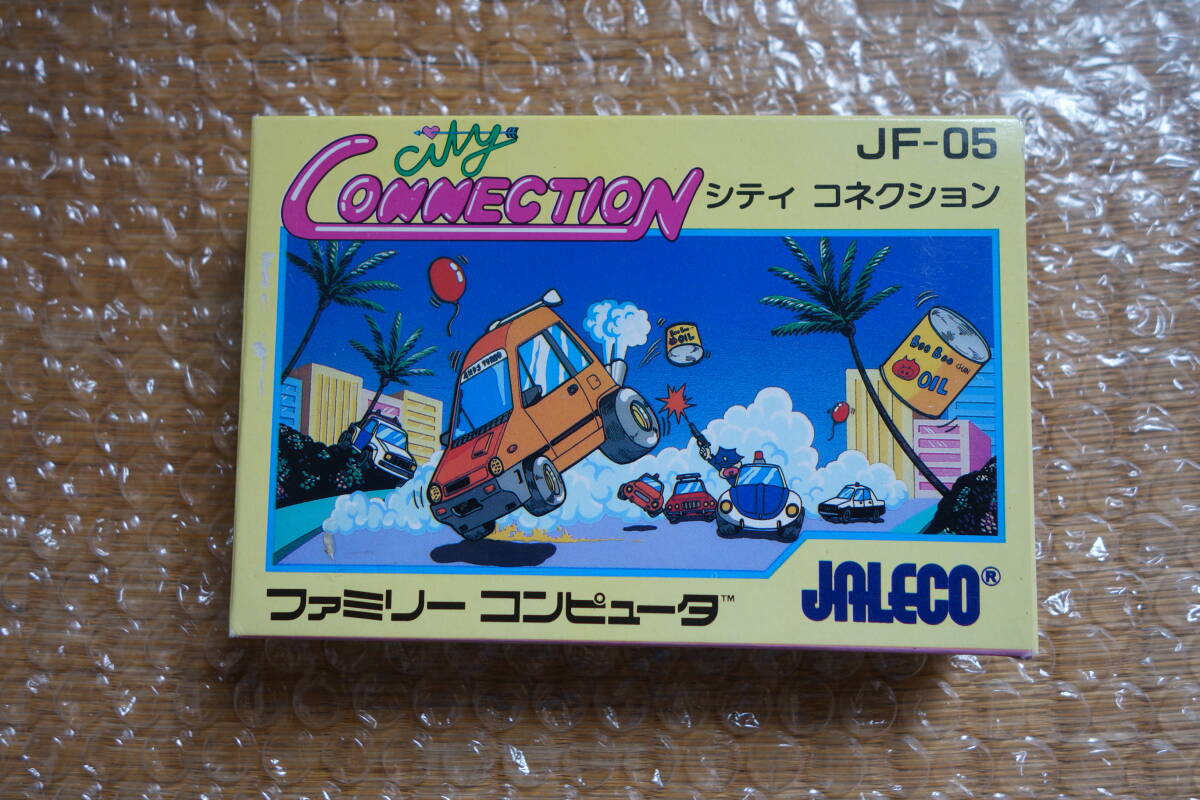 city
CONNECTION
JF-05
シティ コネクション
Boo Boo
OIL
Boo Boo CHAN
OIL
B
ファミリー コンピュータ™
JALECO®